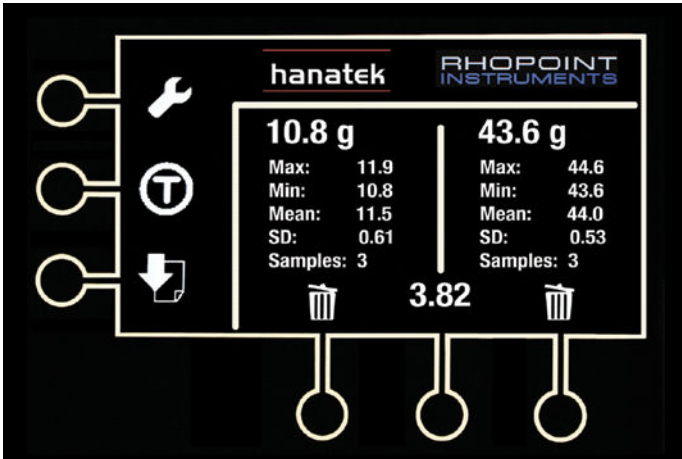 hanatek
RHOPOINT
INSTRUMENTS
T
10.8 g
Max: 11.9
Min: 10.8
Mean: 11.5
SD: 0.61
Samples: 3
43.6 g
Max: 44.6
Min: 43.6
Mean: 44.0
SD: 0.53
Samples: 3
3.82